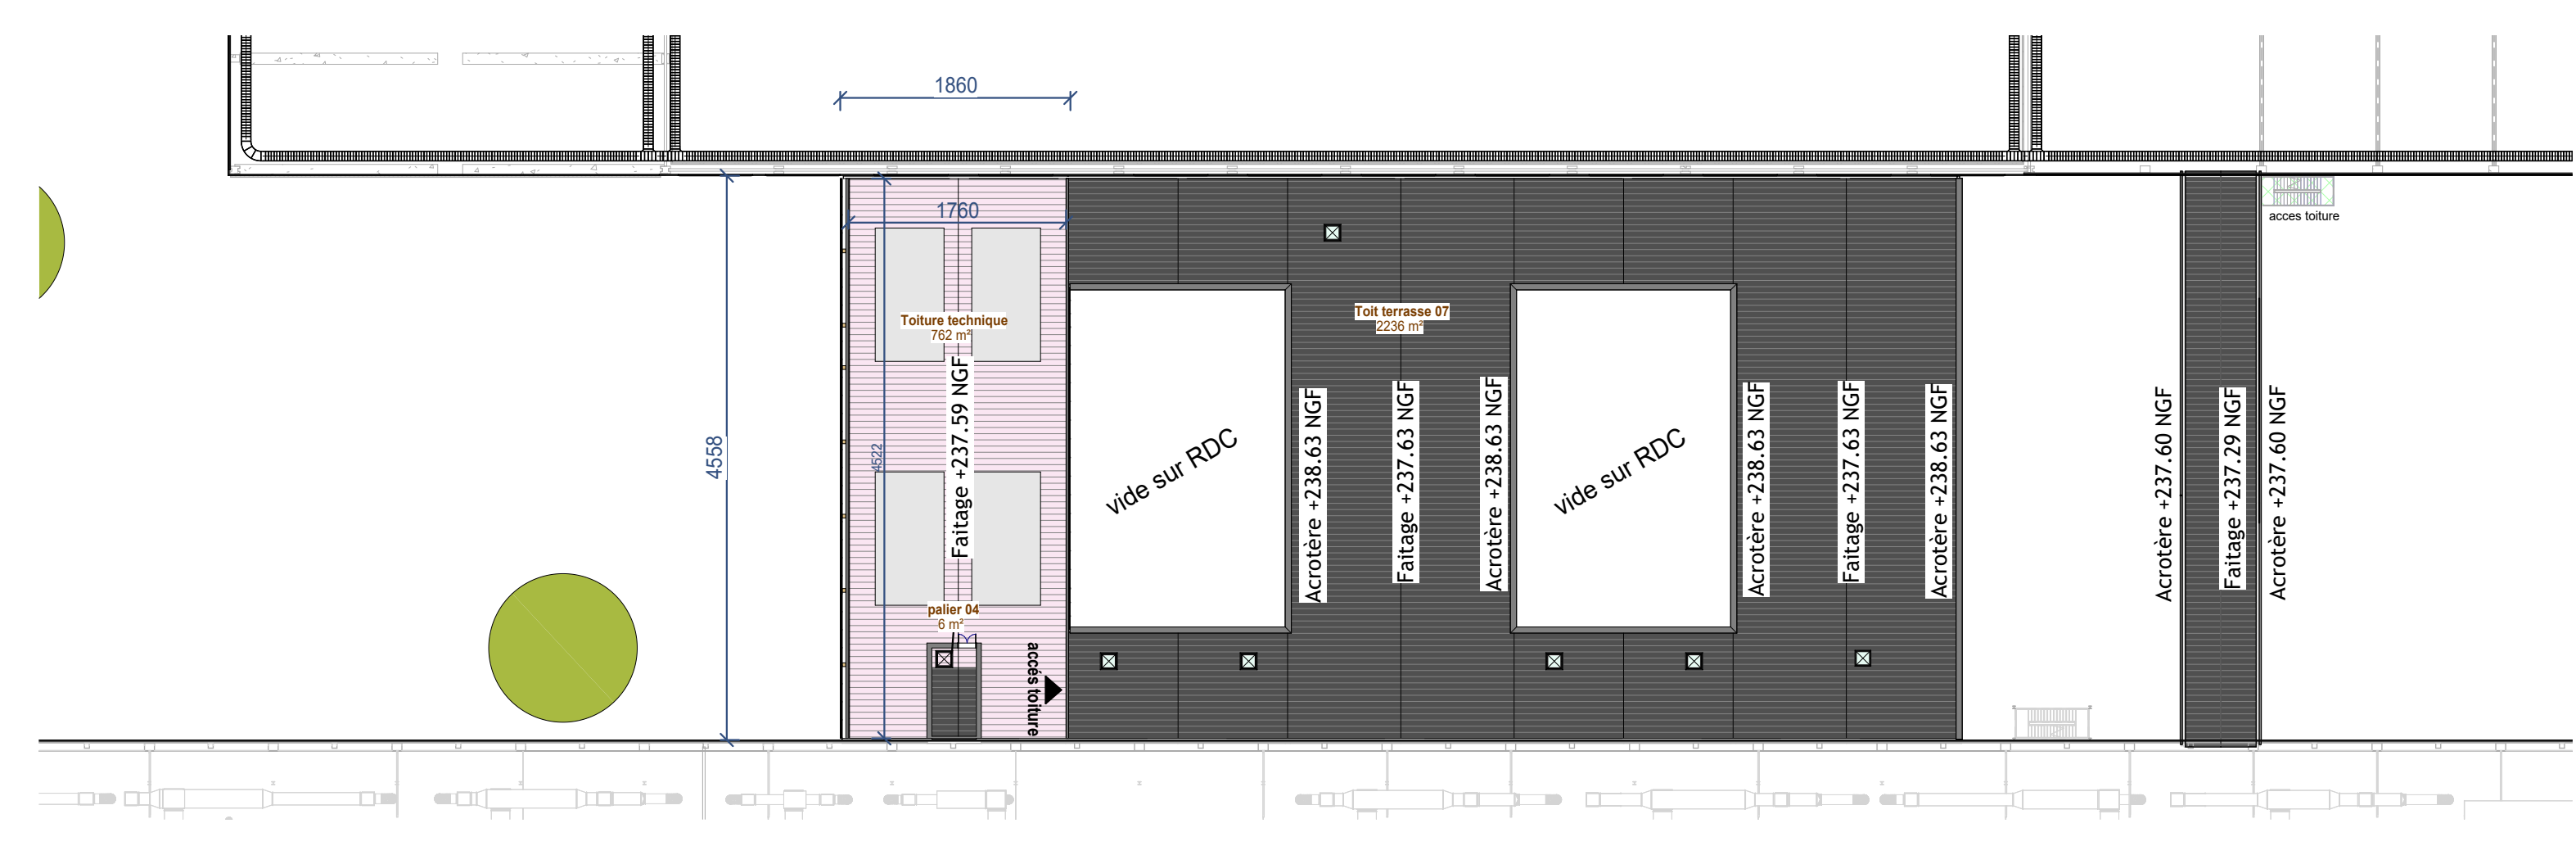 1860
1760
acces toiture
Toiture technique
762 m²
Toit terrasse 07
2236 m²
4558
4522
Faitage +237.59 NGF
vide sur RDC
Acrotère +238.63 NGF
Faitage +237.63 NGF
Acrotère +238.63 NGF
vide sur RDC
Acrotère +238.63 NGF
Faitage +237.63 NGF
Acrotère +238.63 NGF
Acrotère +237.60 NGF
Faitage +237.29 NGF
Acrotère +237.60 NGF
palier 04
6 m²
accés toiture